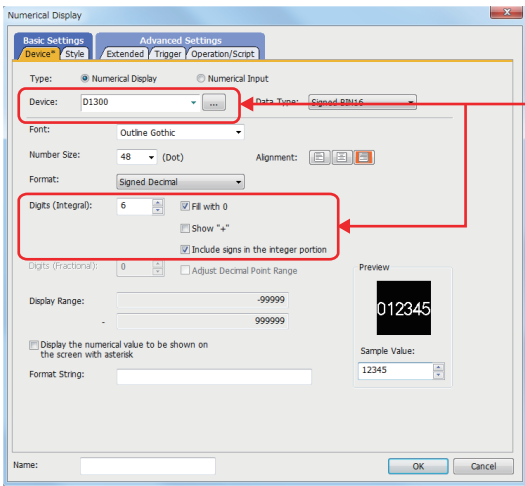 Numerical Display
Basic Settings
Advanced Settings
Device* Style Extended Trigger Operation/Script
Type: Numerical Display Numerical Input
Device: D1300 ... Data Type: Signed BIN16
Font: Outline Gothic
Number Size: 48 (Dot) Alignment:
Format: Signed Decimal
Digits (Integral): 6 Fill with 0
Show "+"
Include signs in the integer portion
Digits (Fractional): 0 Adjust Decimal Point Range
Preview
Display Range: -99999
- 999999
012345
Display the numerical value to be shown on
the screen with asterisk
Sample Value:
Format String:
12345
Name:
OK Cancel